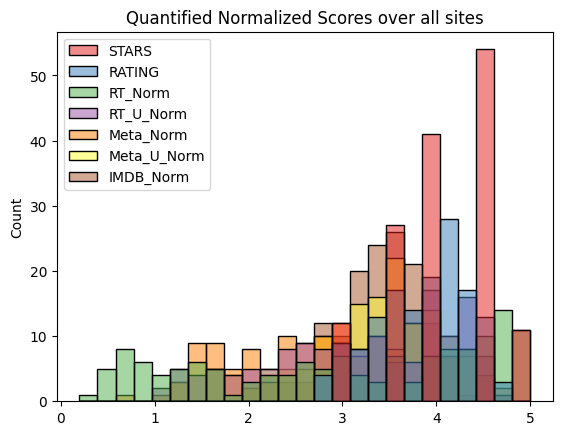 Quantified Normalized Scores over all sites
STARS
RATING
RT_Norm
RT_U_Norm
Meta_Norm
Meta_U_Norm
IMDB_Norm
Count
50
40
30
20
10
0
0 1 2 3 4 5